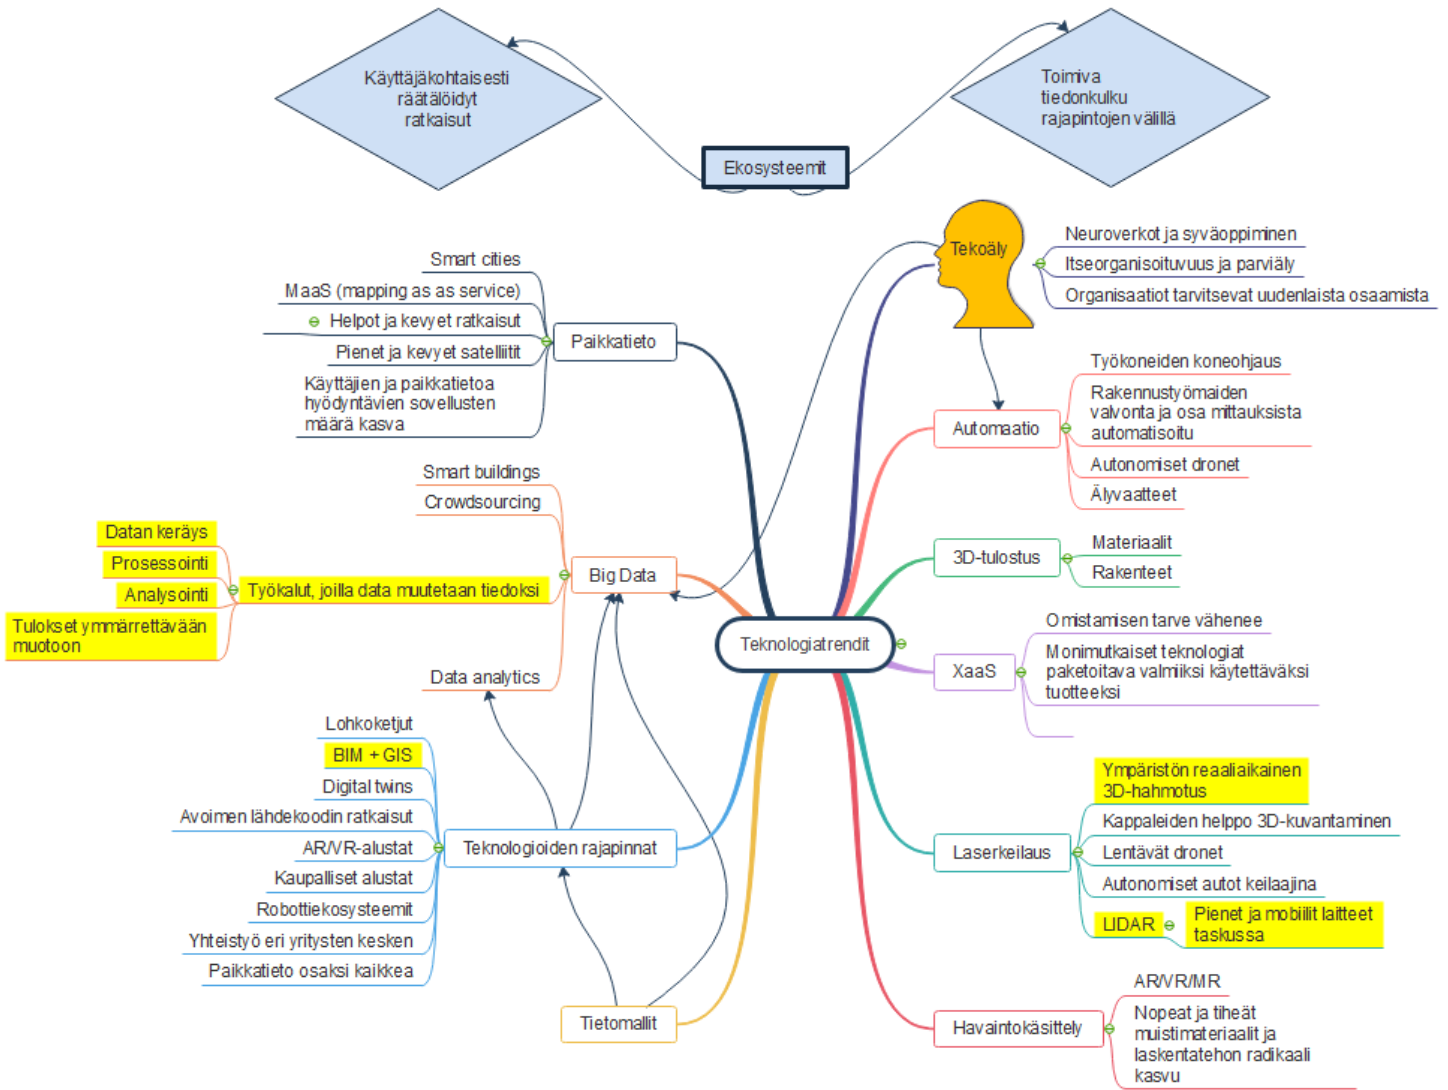 Käyttäjäkohtaisesti
räätälöidyt
ratkaisut
Toimiva
tiedonkulku
rajapintojen välillä
Ekosysteemit
Tekoäly
Neuroverkot ja syväoppiminen
Itseorganisoituvuus ja parviäly
Organisaatiot tarvitsevat uudenlaista osaamista
Smart cities
MaaS (mapping as as service)
Helpot ja kevyet ratkaisut
Pienet ja kevyet satelliitit
Käyttäjien ja paikkatietoa
hyödyntävien sovellusten
määrä kasva
Paikkatieto
Automaatio
Työkoneiden koneohjaus
Rakennustyömaiden
valvonta ja osa mittauksista
automatisoitu
Autonomiset dronet
Älyvaatteet
Smart buildings
Crowdsourcing
Datan keräys
Prosessointi
Analysointi
Tulokset ymmärrettävään
muotoon
Työkalut, joilla data muutetaan tiedoksi
Data analytics
Big Data
3D-tulostus
Materiaalit
Rakenteet
Teknologiatrendit
XaaS
Omistamisen tarve vähenee
Monimutkaiset teknologiat
paketoitava valmiiksi käytettäväksi
tuotteeksi
Lohkoketjut
BIM + GIS
Digital twins
Avoimen lähdekoodin ratkaisut
AR/VR-alustat
Kaupalliset alustat
Robottiekosysteemit
Yhteistyö eri yritysten kesken
Paikkatieto osaksi kaikkea
Teknologioiden rajapinnat
Laserkeilaus
Ympäristön reaaliaikainen
3D-hahmotus
Kappaleiden helppo 3D-kuvantaminen
Lentävät dronet
Autonomiset autot keilaajina
LIDAR
Pienet ja mobiilit laitteet
taskussa
Tietomallit
Havaintokäsittely
AR/VR/MR
Nopeat ja tiheät
muistimateriaalit ja
laskentatehon radikaali
kasvu